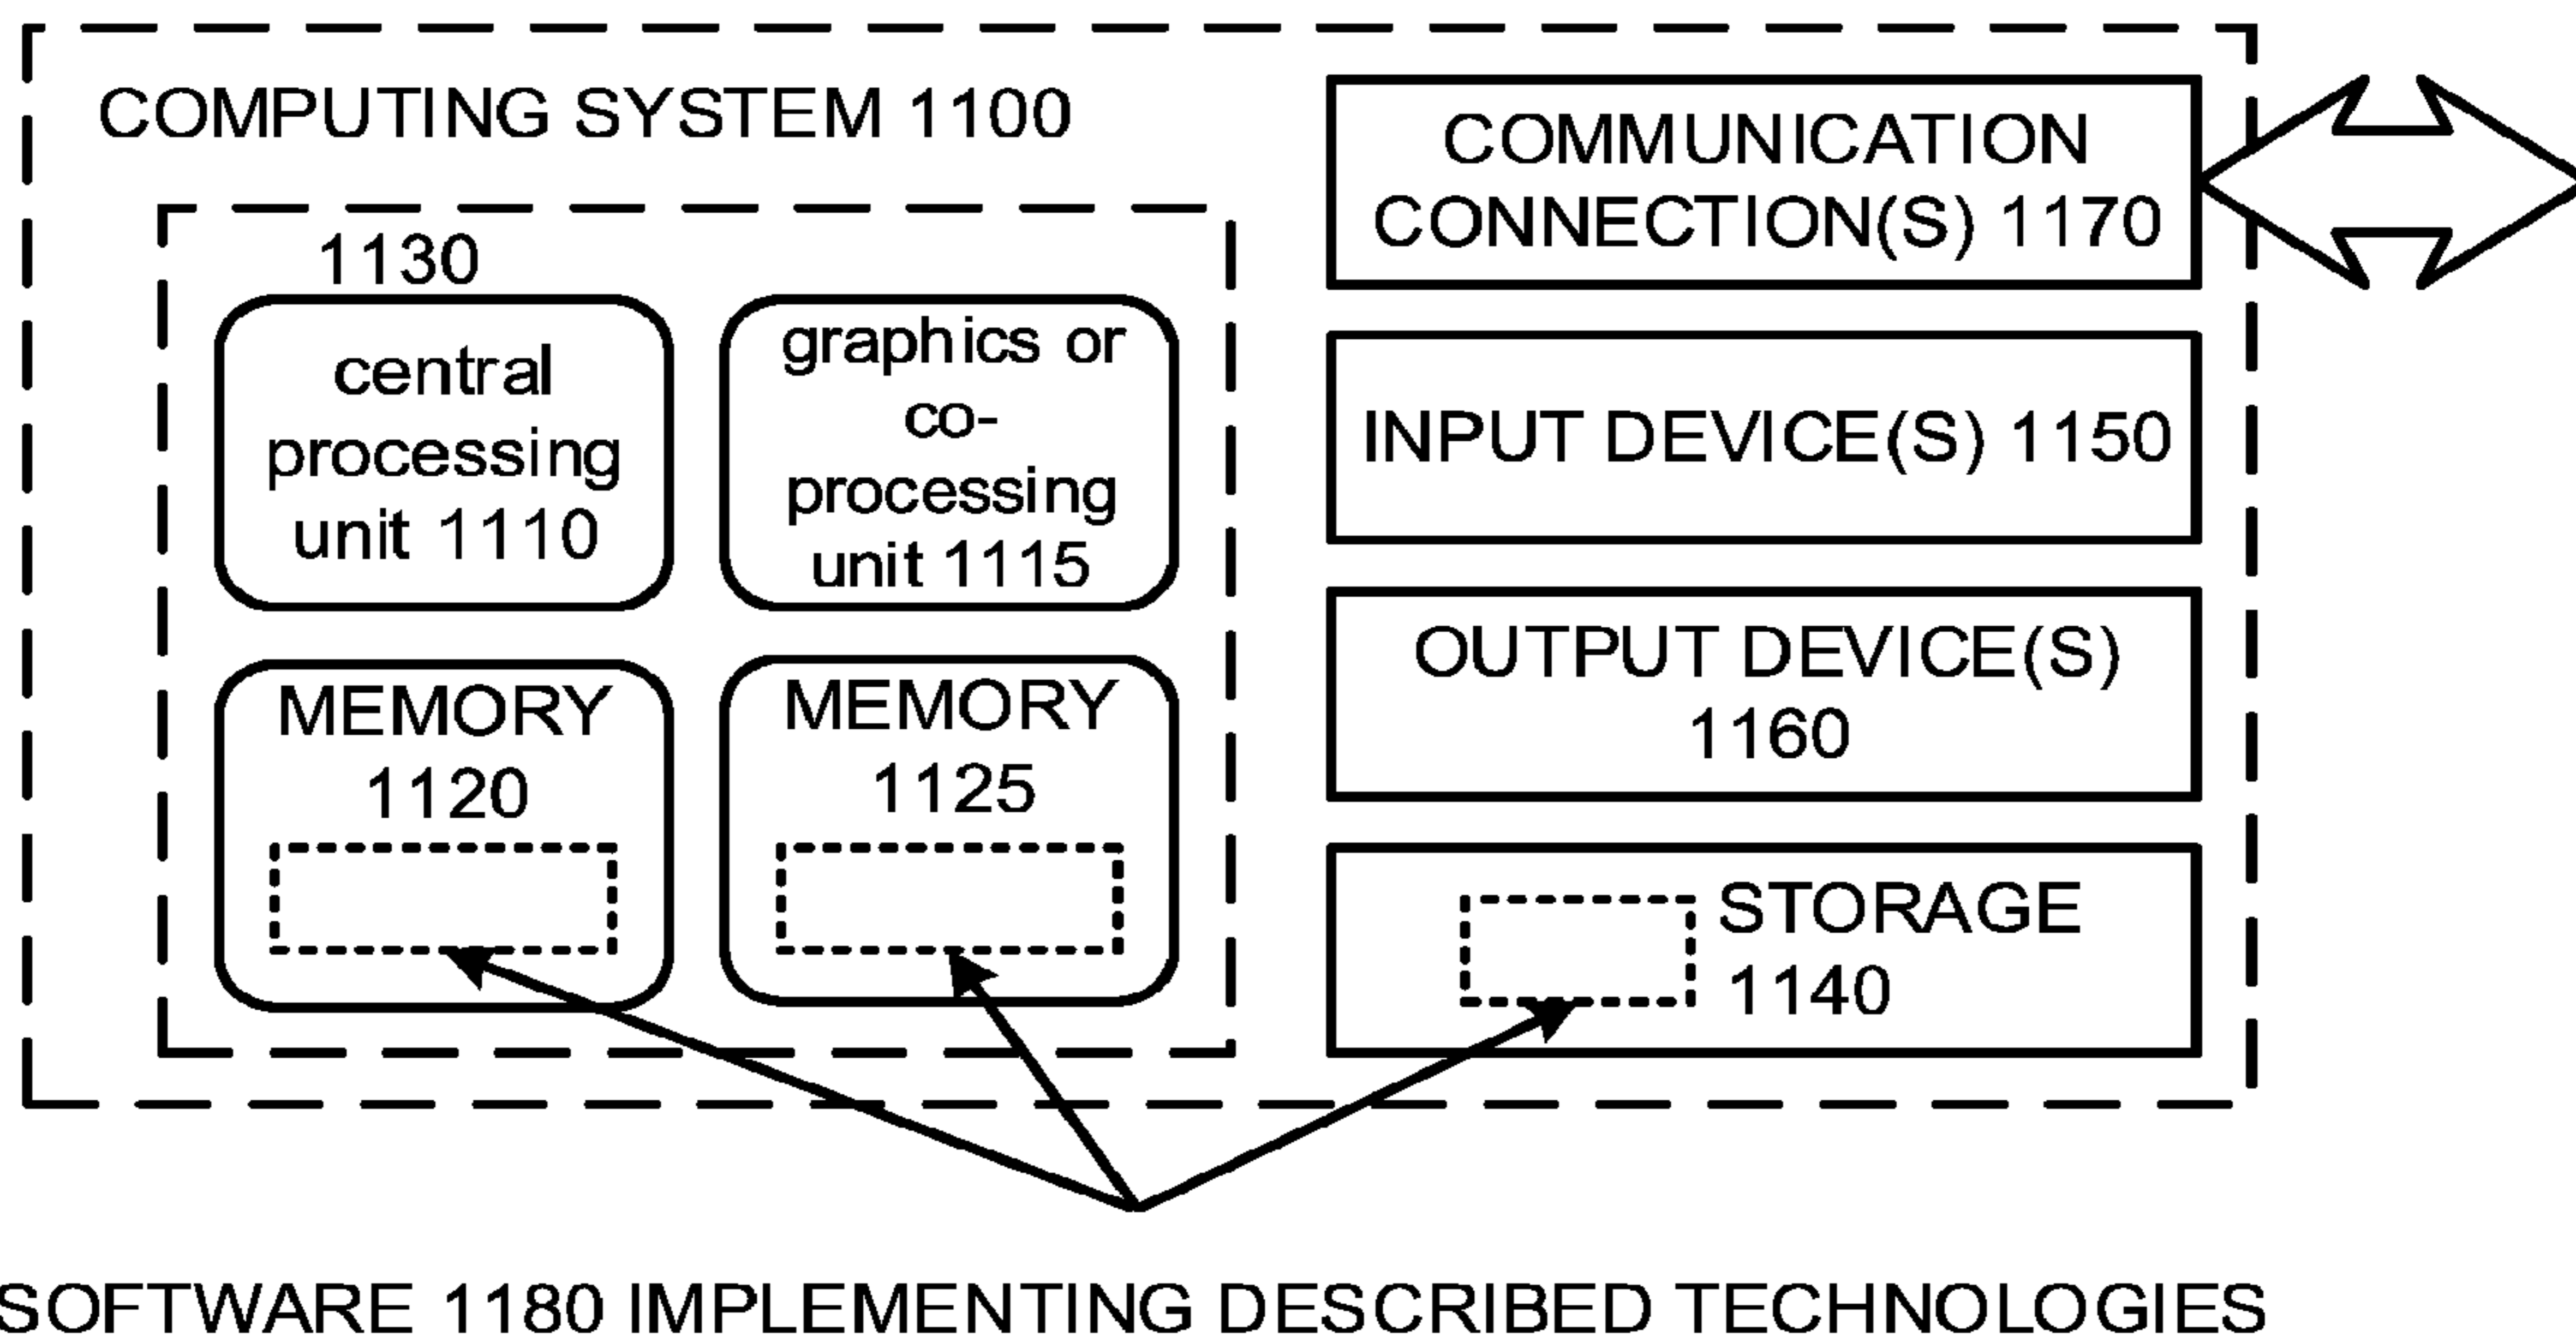 COMPUTING SYSTEM 1100
1130
central
processing
unit 1110
graphics or
co-
processing
unit 1115
MEMORY
1120
MEMORY
1125
COMMUNICATION
CONNECTION(S) 1170
INPUT DEVICE(S) 1150
OUTPUT DEVICE(S)
1160
STORAGE
1140
SOFTWARE 1180 IMPLEMENTING DESCRIBED TECHNOLOGIES